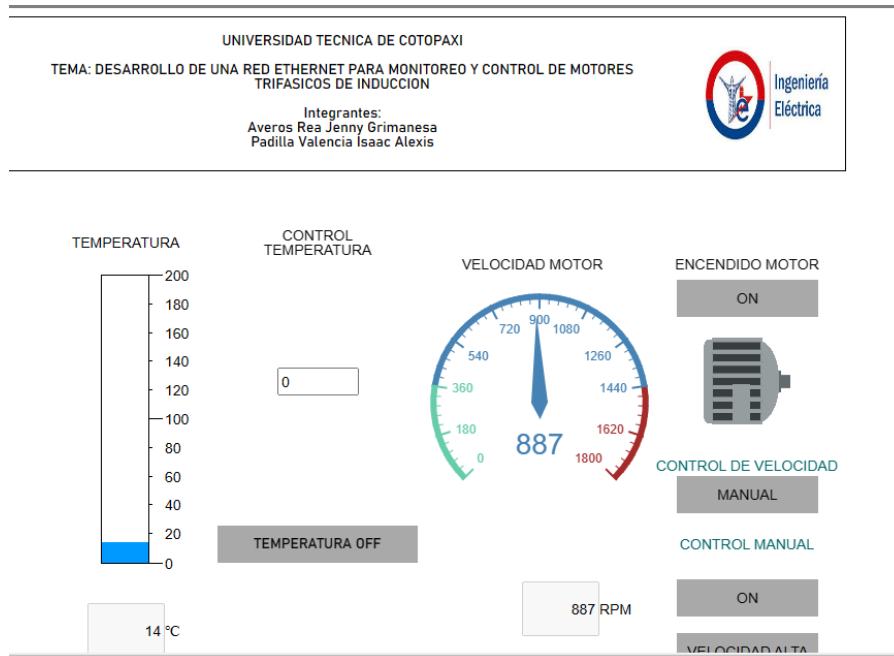 UNIVERSIDAD TECNICA DE COTOPAXI
TEMA: DESARROLLO DE UNA RED ETHERNET PARA MONITOREO Y CONTROL DE MOTORES
TRIFASICOS DE INDUCCION
Integrantes:
Averos Rea Jenny Grimanesa
Padilla Valencia Isaac Alexis
Ingeniería
Eléctrica
TEMPERATURA
200
180
160
140
120
100
80
60
40
20
0
14 °C
CONTROL
TEMPERATURA
0
TEMPERATURA OFF
VELOCIDAD MOTOR
0
180
360
540
720
900
1080
1260
1440
1620
1800
887
887 RPM
ENCENDIDO MOTOR
ON
CONTROL DE VELOCIDAD
MANUAL
CONTROL MANUAL
ON
VELOCIDAD ALTA